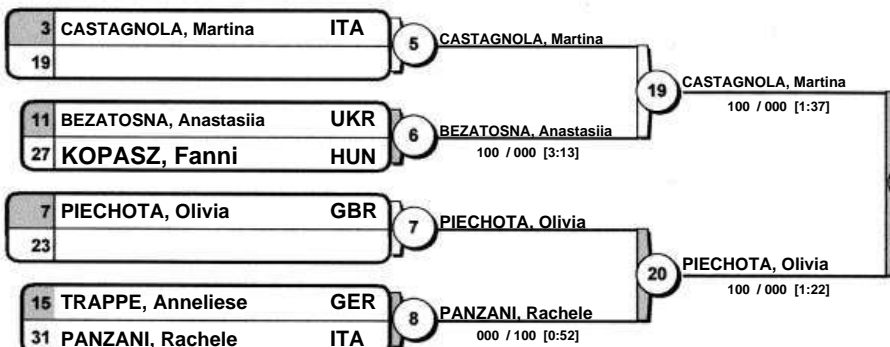 3 CASTAGNOLA, Martina ITA
19
5
CASTAGNOLA, Martina
11 BEZATOSNA, Anastasiia UKR
27 KOPASZ, Fanni HUN
6
BEZATOSNA, Anastasiia
100 / 000 [3:13]
19
CASTAGNOLA, Martina
100 / 000 [1:37]
7 PIECHOTA, Olivia GBR
23
7
PIECHOTA, Olivia
15 TRAPPE, Anneliese GER
31 PANZANI, Rachele ITA
8
PANZANI, Rachele
000 / 100 [0:52]
20
PIECHOTA, Olivia
100 / 000 [1:22]